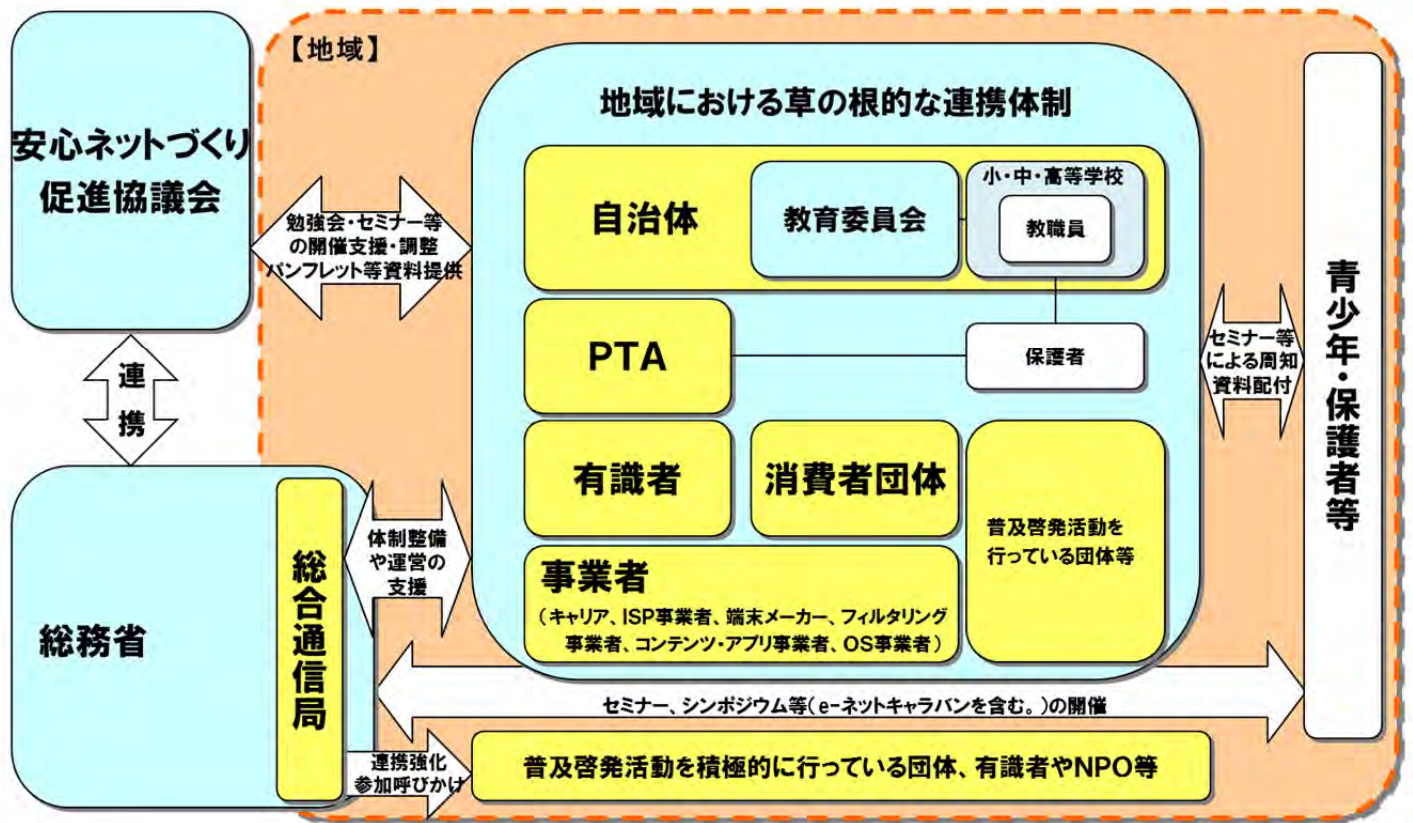 【地域】
安心ネットづくり
促進協議会
連
携
総務省
総合通信局
勉強会・セミナー等
の開催支援・調整
パンフレット等資料提供
体制整備
や運営の
支援
地域における草の根的な連携体制
自治体
教育委員会
小・中・高等学校
教職員
PTA
保護者
有識者
消費者団体
普及啓発活動を
行っている団体等
事業者
（キャリア、ISP事業者、端末メーカー、フィルタリング
事業者、コンテンツ・アプリ事業者、OS事業者）
セミナー等
による周知
資料配付
青少年・保護者等
セミナー、シンポジウム等（e-ネットキャラバンを含む。）の開催
連携強化
参加呼びかけ
普及啓発活動を積極的に行っている団体、有識者やNPO等